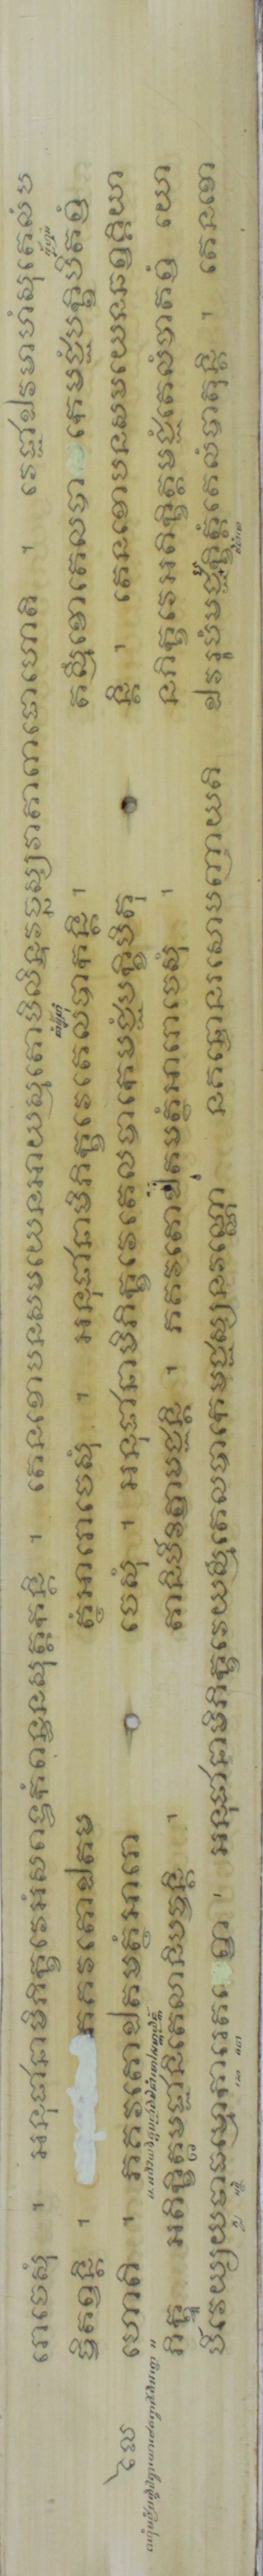 រោចេសុំ ។ អនុជានាមិភិក្ខវេអំសពន្ធកំពន្ធនសុត្តកន្តិ ។ តេនខោបនសមយេនអាយស្មតោបិលិន្ទវច្ឆស្សវាតាពាធោហោតិ ។ វេជ្ជាឯវមាហំសុតេលំប
ចិតព្វន្តិ ។ ភគវតោឯតម ត្ថំអារោចេសុំ ។ អនុជានាមិភិក្ខវេតេលបាកន្តិ ។ តស្មិំខោតេលបា កេមជ្ជំបក្ខិបិតព្វំ
ហោតិ ។ ភគវតោឯតមត្ថំអារោ ចេសុំ ។ អនុជានាមិភិក្ខវេតេលបាកេមជ្ជំបក្ខិបិតុ ន្តិ ។ តេនខោបនសមយេនឆព្វគ្គិយា
ភិក្ខូ អតិក្ខិត្តមជ្ជានិតេលានិបចន្តិ ។ តានិបិវិត្វាមជ្ជន្តិ ។ ភគវតោឯតមត្ថំអារោចេសុំ ។ នភិក្ខវេអតិក្ខិត្តមជ្ជំតេលំបាតព្វំ យោ
បិវេយ្យយថាធម្មោការេត ព្វោ ។ អនុជានាមិភិក្ខវេយស្មិំតេលបាកេមជ្ជស្សនវណ្ណោ នគន្ធោនរសោបញ្ញាយតិ ឯវរូបំមជ្ជក្ខិត្តំតេលំបាតុន្តិ ។ តេនខោ